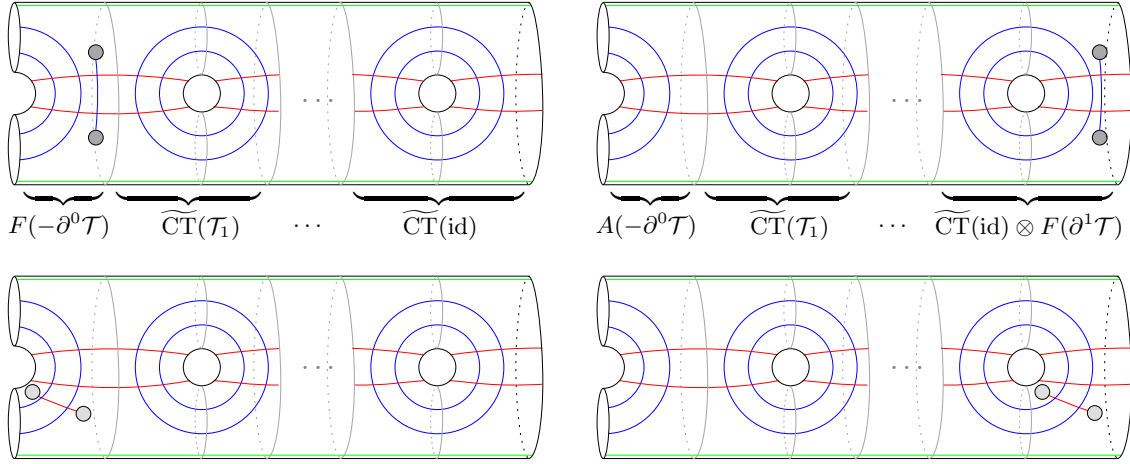 · · ·
· · ·
F(−∂⁰𝒯) C͠T(𝒯₁) · · · C͠T(id)
A(−∂⁰𝒯) C͠T(𝒯₁) · · · C͠T(id) ⊗ F(∂¹𝒯)
· · ·
· · ·